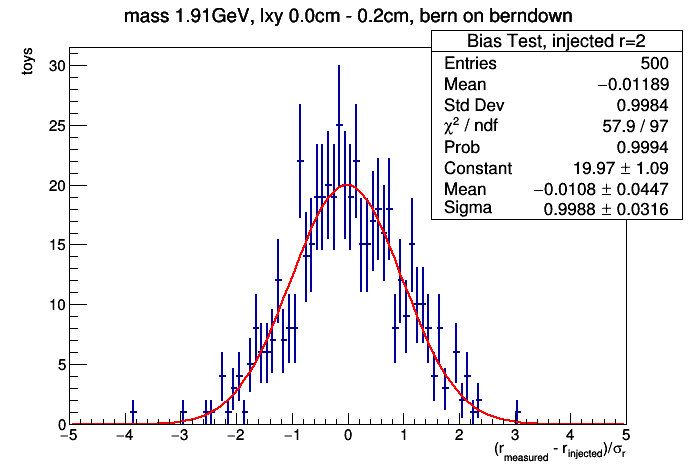 mass 1.91GeV, lxy 0.0cm - 0.2cm, bern on berndown
Bias Test, injected r=2
Entries 500
Mean −0.01189
Std Dev 0.9984
χ² / ndf 57.9 / 97
Prob 0.9994
Constant 19.97 ± 1.09
Mean −0.0108 ± 0.0447
Sigma 0.9988 ± 0.0316
toys
30
25
20
15
10
5
0
−5 −4 −3 −2 −1 0 1 2 3 4 5
(r_measured - r_injected)/σ_r